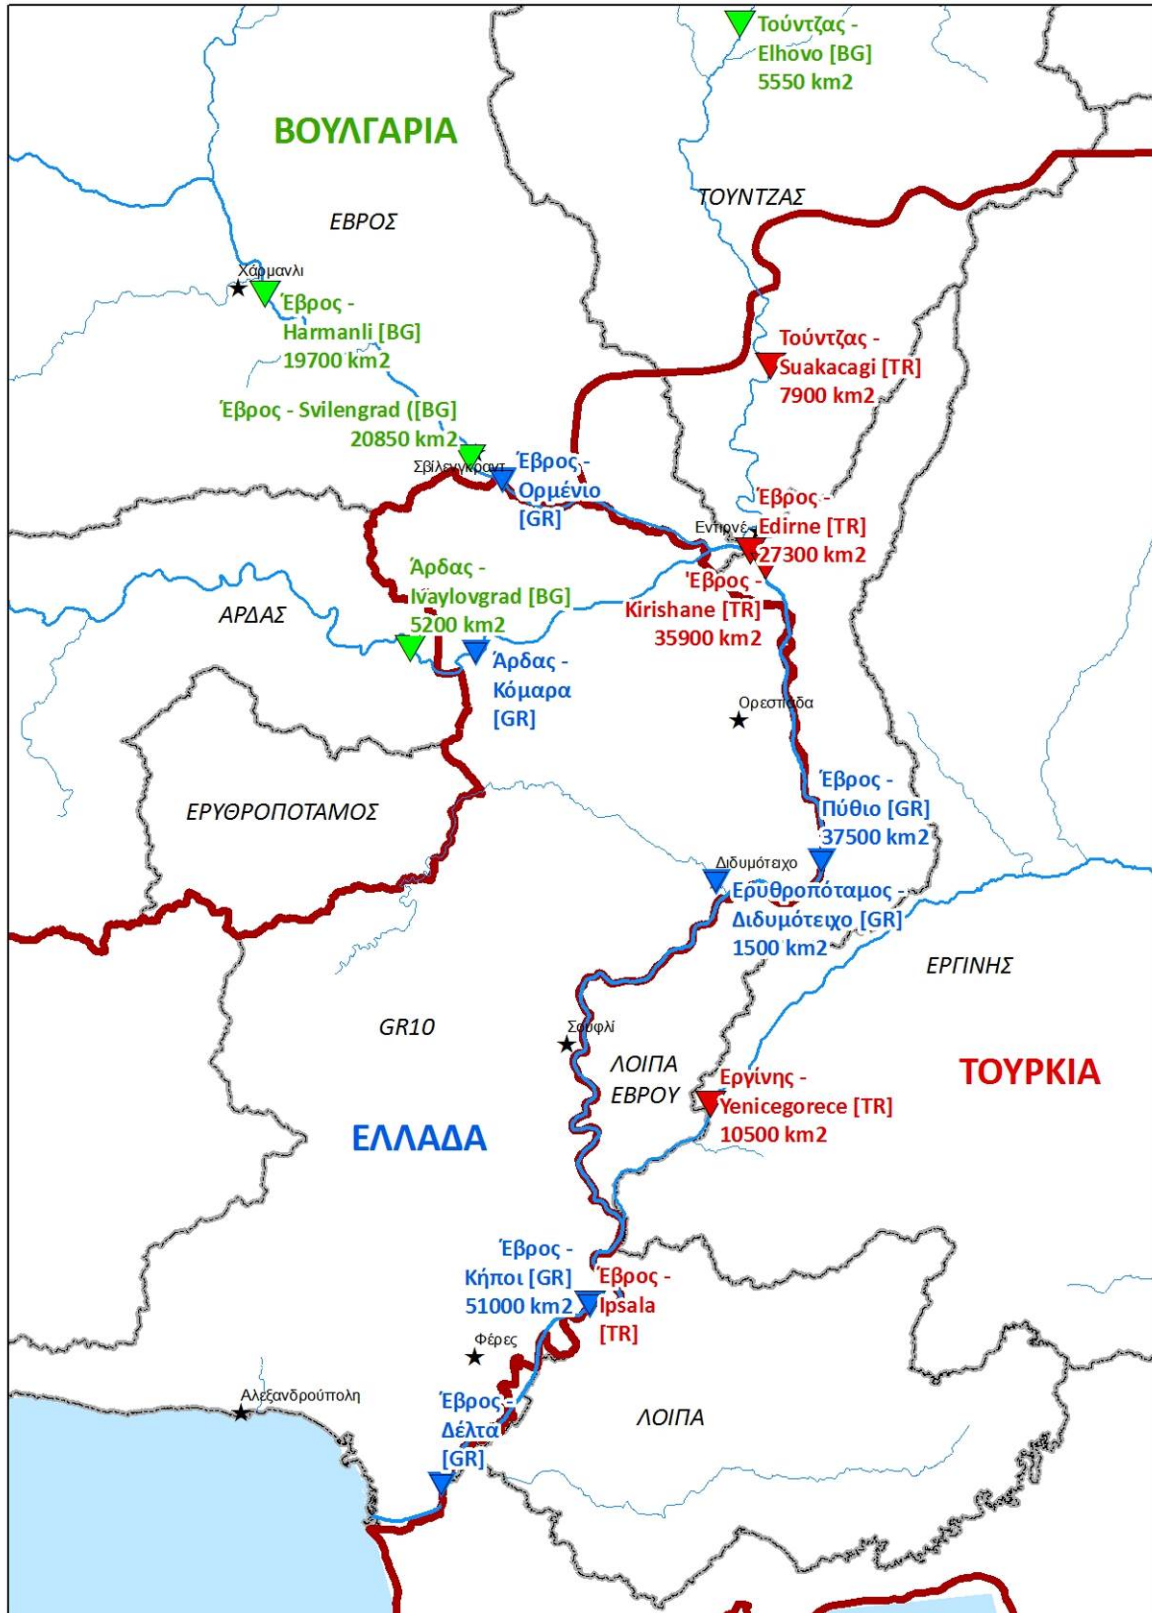 Τούντζας -
Elhovo [BG]
5550 km2
ΒΟΥΛΓΑΡΙΑ
ΤΟΥΝΤΖΑΣ
ΕΒΡΟΣ
Χάρμανλι
Έβρος -
Harmanli [BG]
19700 km2
Τούντζας -
Suakacagi [TR]
7900 km2
Έβρος - Svilengrad ([BG]
20850 km2
Σβίλενγκραντ
Έβρος -
Ορμένιο
[GR]
Έβρος -
Edirne [TR]
27300 km2
Εντιρνέ
Άρδας -
Ivaylovgrad [BG]
5200 km2
'Εβρος -
Kirishane [TR]
35900 km2
ΑΡΔΑΣ
Άρδας -
Κόμαρα
[GR]
Ορεστιάδα
Έβρος -
Πύθιο [GR]
37500 km2
ΕΡΥΘΡΟΠΟΤΑΜΟΣ
Διδυμότειχο
Ερυθροπόταμος -
Διδυμότειχο [GR]
1500 km2
ΕΡΓΙΝΗΣ
GR10
Σουφλί
ΛΟΙΠΑ
ΕΒΡΟΥ
ΤΟΥΡΚΙΑ
Εργίνης -
Yenicegorece [TR]
10500 km2
ΕΛΛΑΔΑ
Έβρος -
Κήποι [GR]
51000 km2
Έβρος -
Ipsala
[TR]
Φέρες
Αλεξανδρούπολη
Έβρος -
Δέλτα
[GR]
ΛΟΙΠΑ